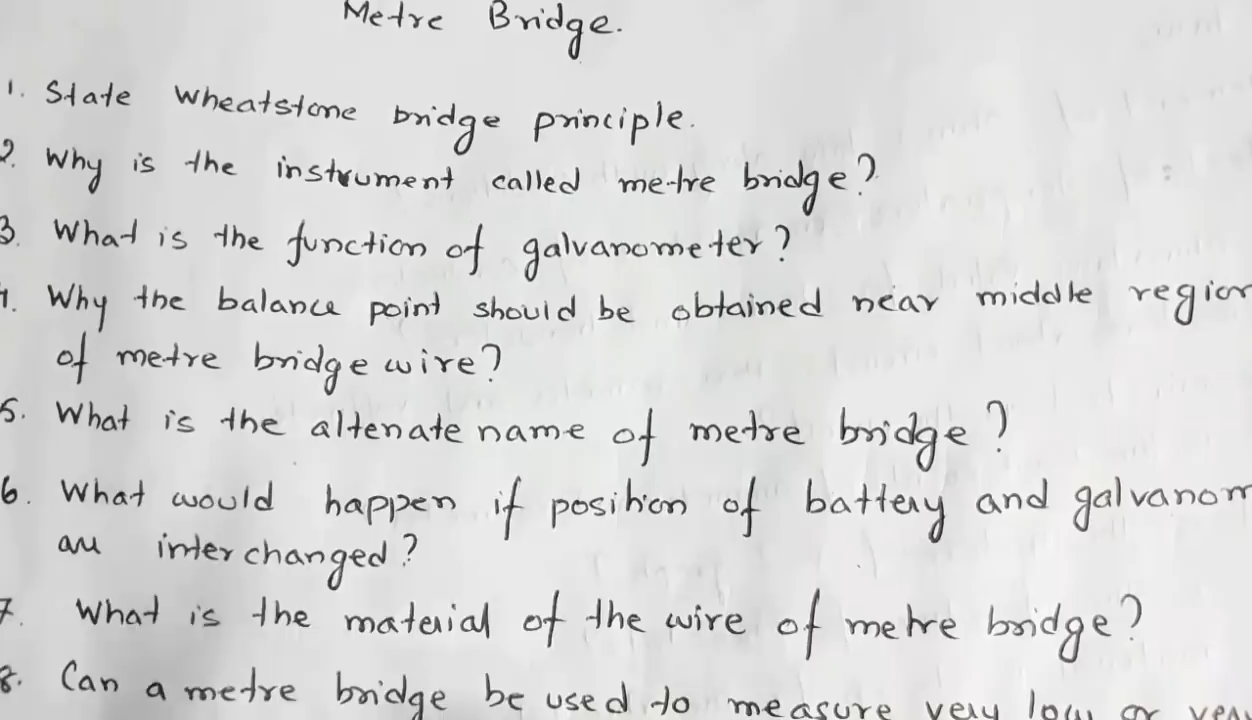 Metre Bridge.
1. State Wheatstone bridge principle.
2. Why is the instrument called metre bridge?
3. What is the function of galvanometer?
4. Why the balance point should be obtained near middle region
of metre bridge wire?
5. What is the altenate name of metre bridge?
6. What would happen if position of battery and galvanom
are interchanged?
7. What is the material of the wire of metre bridge?
8. Can a metre bridge be used to measure very low or very